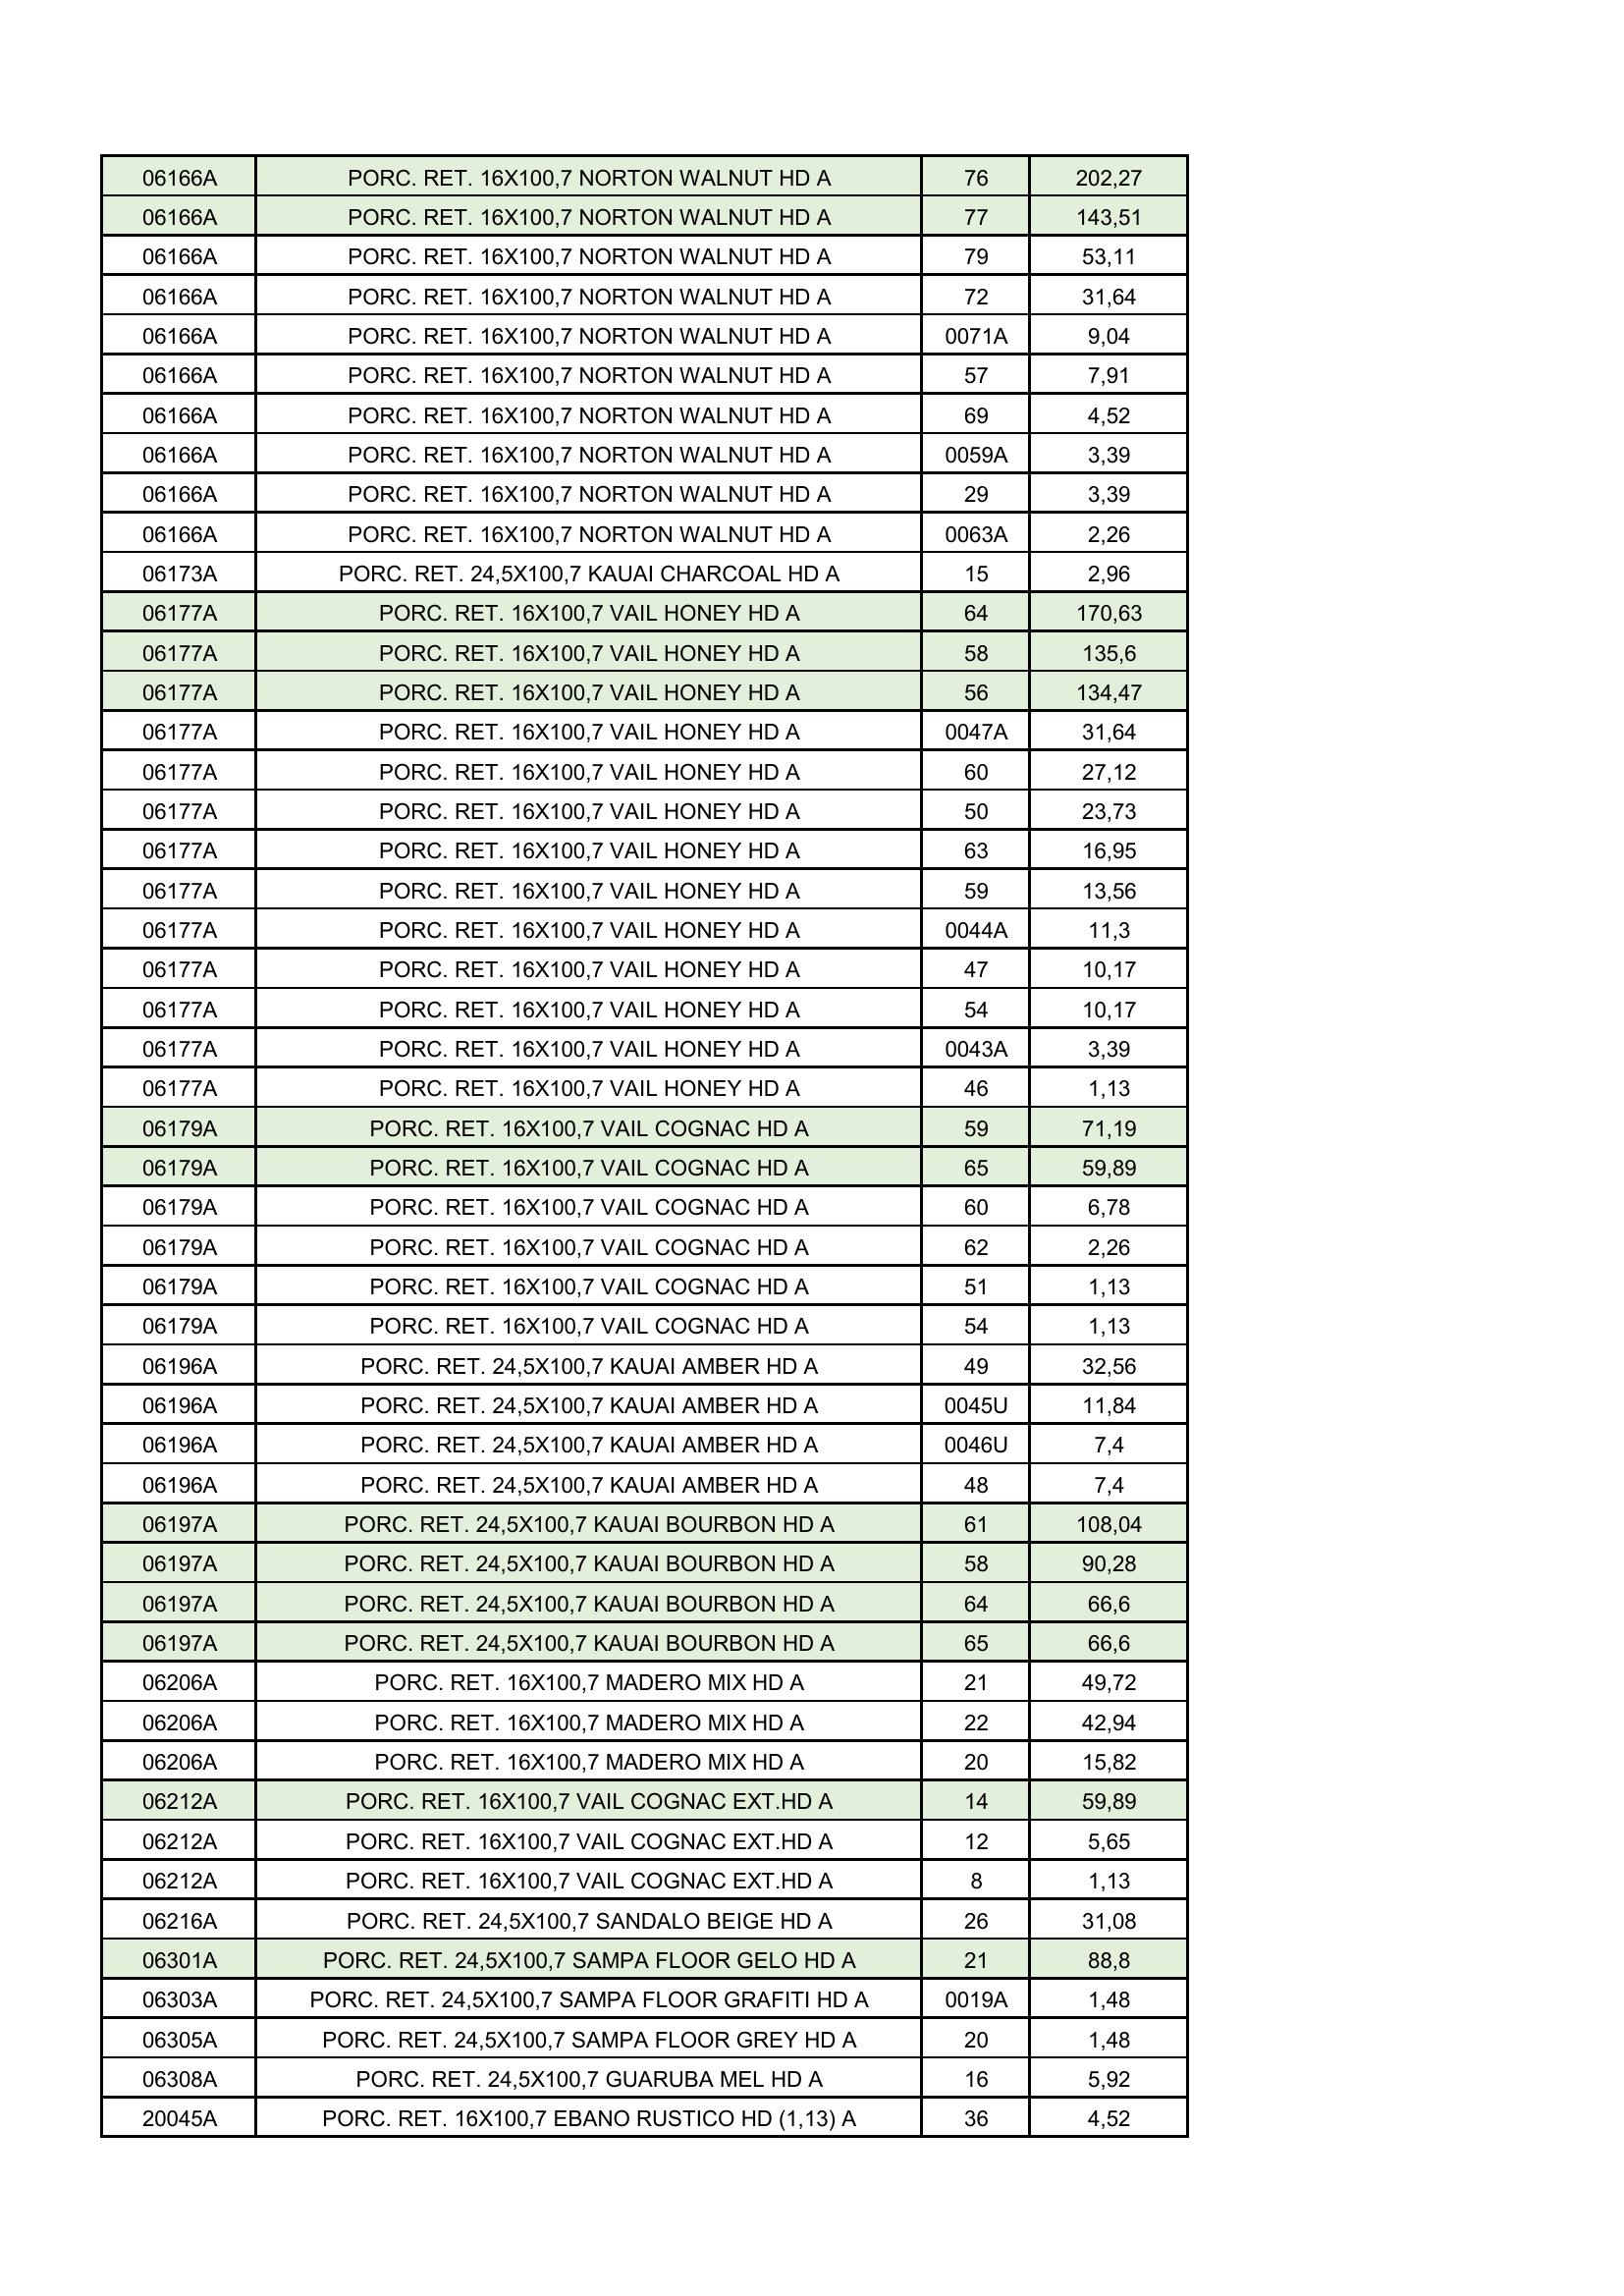 06166A PORC. RET. 16X100,7 NORTON WALNUT HD A 76 202,27
06166A PORC. RET. 16X100,7 NORTON WALNUT HD A 77 143,51
06166A PORC. RET. 16X100,7 NORTON WALNUT HD A 79 53,11
06166A PORC. RET. 16X100,7 NORTON WALNUT HD A 72 31,64
06166A PORC. RET. 16X100,7 NORTON WALNUT HD A 0071A 9,04
06166A PORC. RET. 16X100,7 NORTON WALNUT HD A 57 7,91
06166A PORC. RET. 16X100,7 NORTON WALNUT HD A 69 4,52
06166A PORC. RET. 16X100,7 NORTON WALNUT HD A 0059A 3,39
06166A PORC. RET. 16X100,7 NORTON WALNUT HD A 29 3,39
06166A PORC. RET. 16X100,7 NORTON WALNUT HD A 0063A 2,26
06173A PORC. RET. 24,5X100,7 KAUAI CHARCOAL HD A 15 2,96
06177A PORC. RET. 16X100,7 VAIL HONEY HD A 64 170,63
06177A PORC. RET. 16X100,7 VAIL HONEY HD A 58 135,6
06177A PORC. RET. 16X100,7 VAIL HONEY HD A 56 134,47
06177A PORC. RET. 16X100,7 VAIL HONEY HD A 0047A 31,64
06177A PORC. RET. 16X100,7 VAIL HONEY HD A 60 27,12
06177A PORC. RET. 16X100,7 VAIL HONEY HD A 50 23,73
06177A PORC. RET. 16X100,7 VAIL HONEY HD A 63 16,95
06177A PORC. RET. 16X100,7 VAIL HONEY HD A 59 13,56
06177A PORC. RET. 16X100,7 VAIL HONEY HD A 0044A 11,3
06177A PORC. RET. 16X100,7 VAIL HONEY HD A 47 10,17
06177A PORC. RET. 16X100,7 VAIL HONEY HD A 54 10,17
06177A PORC. RET. 16X100,7 VAIL HONEY HD A 0043A 3,39
06177A PORC. RET. 16X100,7 VAIL HONEY HD A 46 1,13
06179A PORC. RET. 16X100,7 VAIL COGNAC HD A 59 71,19
06179A PORC. RET. 16X100,7 VAIL COGNAC HD A 65 59,89
06179A PORC. RET. 16X100,7 VAIL COGNAC HD A 60 6,78
06179A PORC. RET. 16X100,7 VAIL COGNAC HD A 62 2,26
06179A PORC. RET. 16X100,7 VAIL COGNAC HD A 51 1,13
06179A PORC. RET. 16X100,7 VAIL COGNAC HD A 54 1,13
06196A PORC. RET. 24,5X100,7 KAUAI AMBER HD A 49 32,56
06196A PORC. RET. 24,5X100,7 KAUAI AMBER HD A 0045U 11,84
06196A PORC. RET. 24,5X100,7 KAUAI AMBER HD A 0046U 7,4
06196A PORC. RET. 24,5X100,7 KAUAI AMBER HD A 48 7,4
06197A PORC. RET. 24,5X100,7 KAUAI BOURBON HD A 61 108,04
06197A PORC. RET. 24,5X100,7 KAUAI BOURBON HD A 58 90,28
06197A PORC. RET. 24,5X100,7 KAUAI BOURBON HD A 64 66,6
06197A PORC. RET. 24,5X100,7 KAUAI BOURBON HD A 65 66,6
06206A PORC. RET. 16X100,7 MADERO MIX HD A 21 49,72
06206A PORC. RET. 16X100,7 MADERO MIX HD A 22 42,94
06206A PORC. RET. 16X100,7 MADERO MIX HD A 20 15,82
06212A PORC. RET. 16X100,7 VAIL COGNAC EXT.HD A 14 59,89
06212A PORC. RET. 16X100,7 VAIL COGNAC EXT.HD A 12 5,65
06212A PORC. RET. 16X100,7 VAIL COGNAC EXT.HD A 8 1,13
06216A PORC. RET. 24,5X100,7 SANDALO BEIGE HD A 26 31,08
06301A PORC. RET. 24,5X100,7 SAMPA FLOOR GELO HD A 21 88,8
06303A PORC. RET. 24,5X100,7 SAMPA FLOOR GRAFITI HD A 0019A 1,48
06305A PORC. RET. 24,5X100,7 SAMPA FLOOR GREY HD A 20 1,48
06308A PORC. RET. 24,5X100,7 GUARUBA MEL HD A 16 5,92
20045A PORC. RET. 16X100,7 EBANO RUSTICO HD (1,13) A 36 4,52